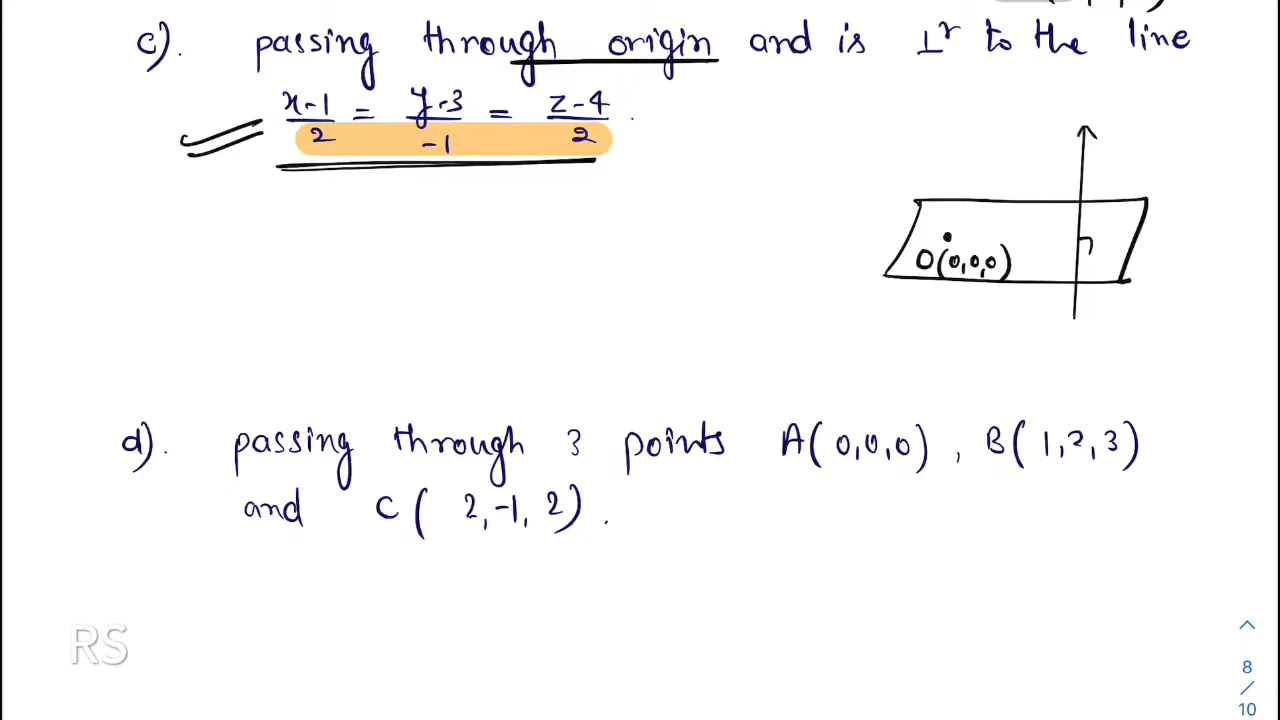 c). passing through origin and is ⊥r to the line
x-1/2 = y-3/-1 = z-4/2.
O(0,0,0)
d). passing through 3 points A(0,0,0), B(1,2,3)
and C(2,-1,2).
RS
8
/
10